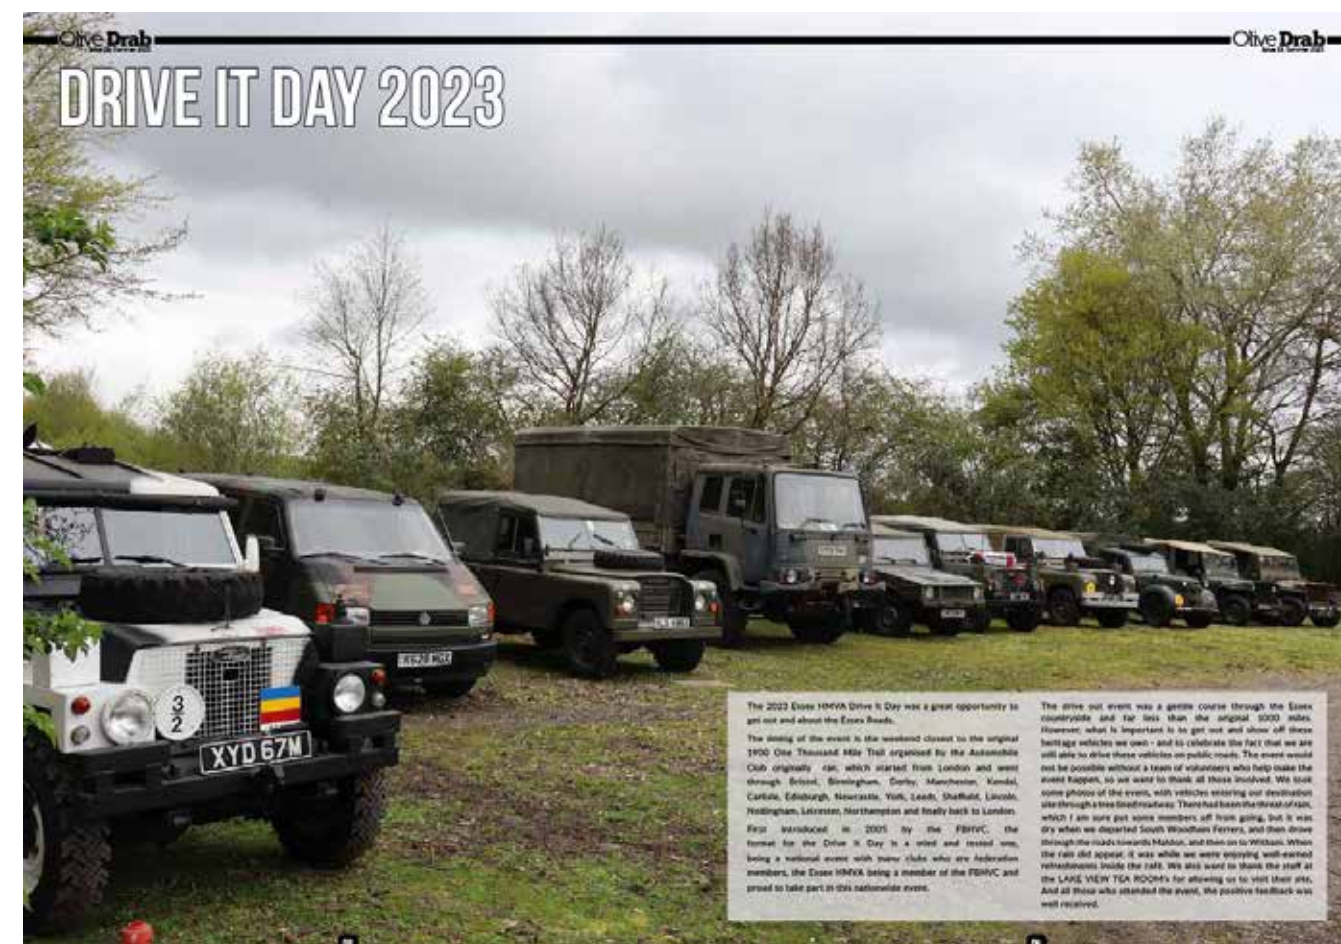 Olive Drab
Olive Drab
DRIVE IT DAY 2023
3
2
XYD 67M
The 2023 Essex HMVA Drive It Day was a great opportunity to
get out and about the Essex Roads.
The timing of the event is the weekend closest to the original
1900 One Thousand Mile Trail organised by the Automobile
Club originally ran, which started from London and went
through Bristol, Birmingham, Derby, Manchester, Kendal,
Carlisle, Edinburgh, Newcastle, York, Leeds, Sheffield, Lincoln,
Nottingham, Leicester, Northampton and finally back to London.
First introduced in 2005 by the FBHVC, the
format for the Drive It Day is a tried and tested one,
being a national event with many clubs who are federation
members, the Essex HMVA being a member of the FBHVC and
proud to take part in this nationwide event.
The drive out event was a gentle course through the Essex
countryside and far less than the original 1000 miles.
However, what is important is to get out and show off these
heritage vehicles we own - and to celebrate the fact that we are
still able to drive these vehicles on public roads. The event would
not be possible without a team of volunteers who help make the
event happen, so we want to thank all those involved. We took
some photos of the event, with vehicles entering our destination
site through a tree lined roadway. There had been the threat of rain,
which I am sure put some members off from going, but it was
dry when we departed South Woodham Ferrers, and then drove
through the roads towards Maldon, and then on to Witham. When
the rain did appear, it was while we were enjoying well-earned
refreshments inside the café. We also want to thank the staff at
the LAKE VIEW TEA ROOM's for allowing us to visit their site.
And all those who attended the event, the positive feedback was
well received.